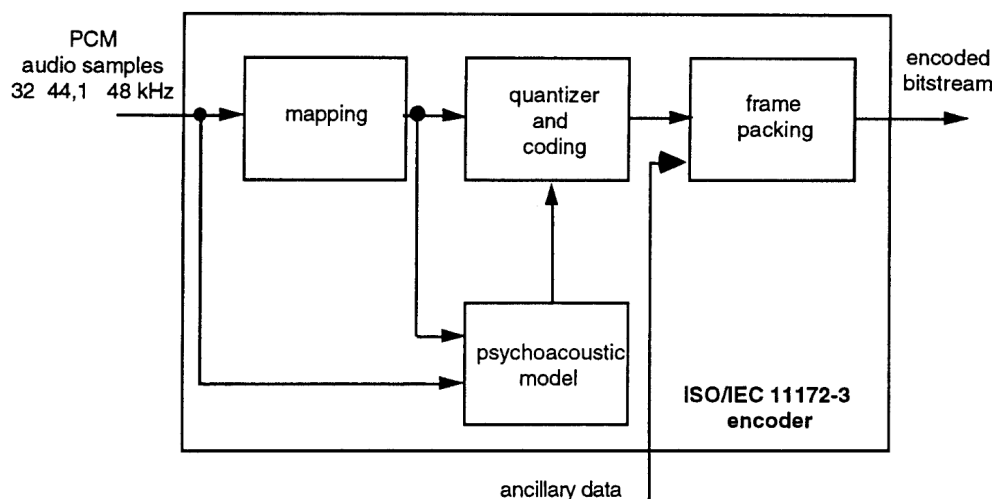 PCM
audio samples
32 44,1 48 kHz
mapping
quantizer
and
coding
frame
packing
encoded
bitstream
psychoacoustic
model
ISO/IEC 11172-3
encoder
ancillary data